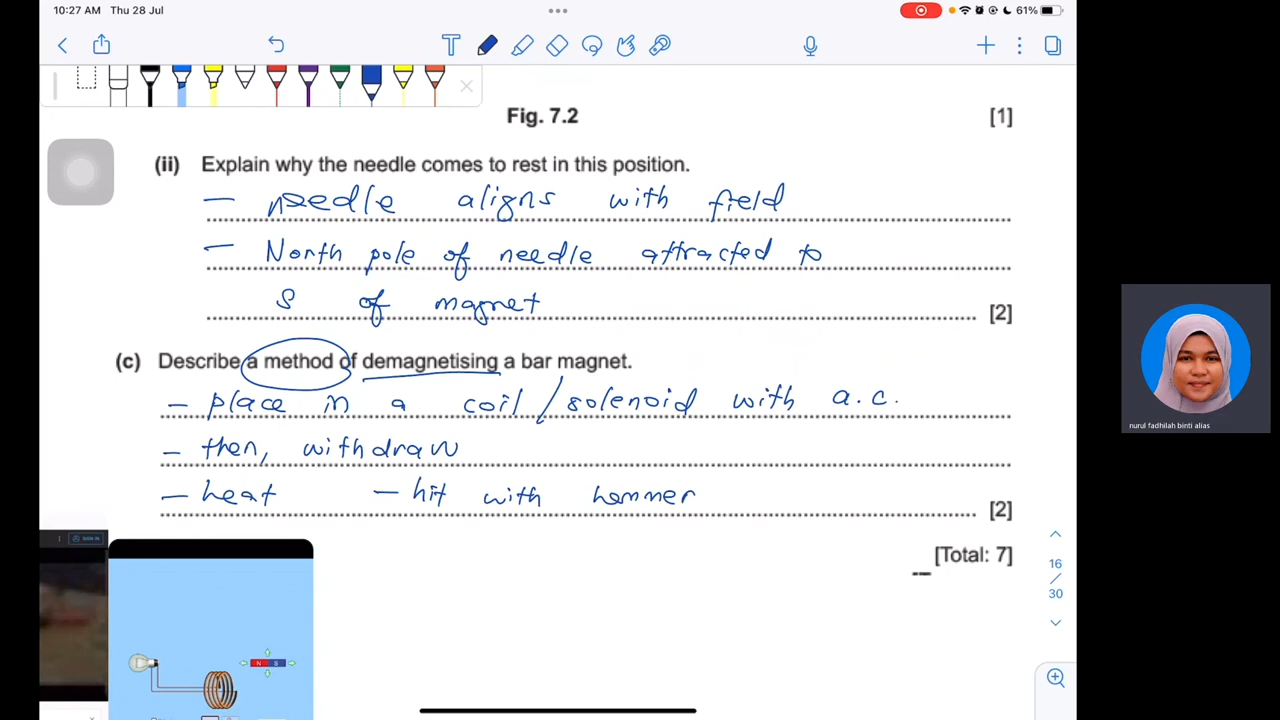 10:27 AM Thu 28 Jul
61%
T
Fig. 7.2 [1]
(ii) Explain why the needle comes to rest in this position.
- needle aligns with field
- North pole of needle attracted to
S of magnet [2]
(c) Describe a method of demagnetising a bar magnet.
- place in a coil / solenoid with a.c.
- then, withdraw
- heat - hit with hammer [2]
[Total: 7]
nurul fadhilah binti alias
SIGN IN
N S
16
/
30